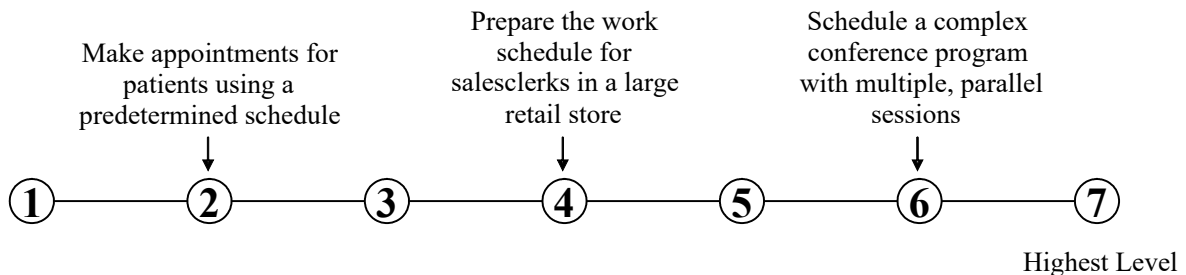 Make appointments for
patients using a
predetermined schedule
Prepare the work
schedule for
salesclerks in a large
retail store
Schedule a complex
conference program
with multiple, parallel
sessions
1 2 3 4 5 6 7
Highest Level